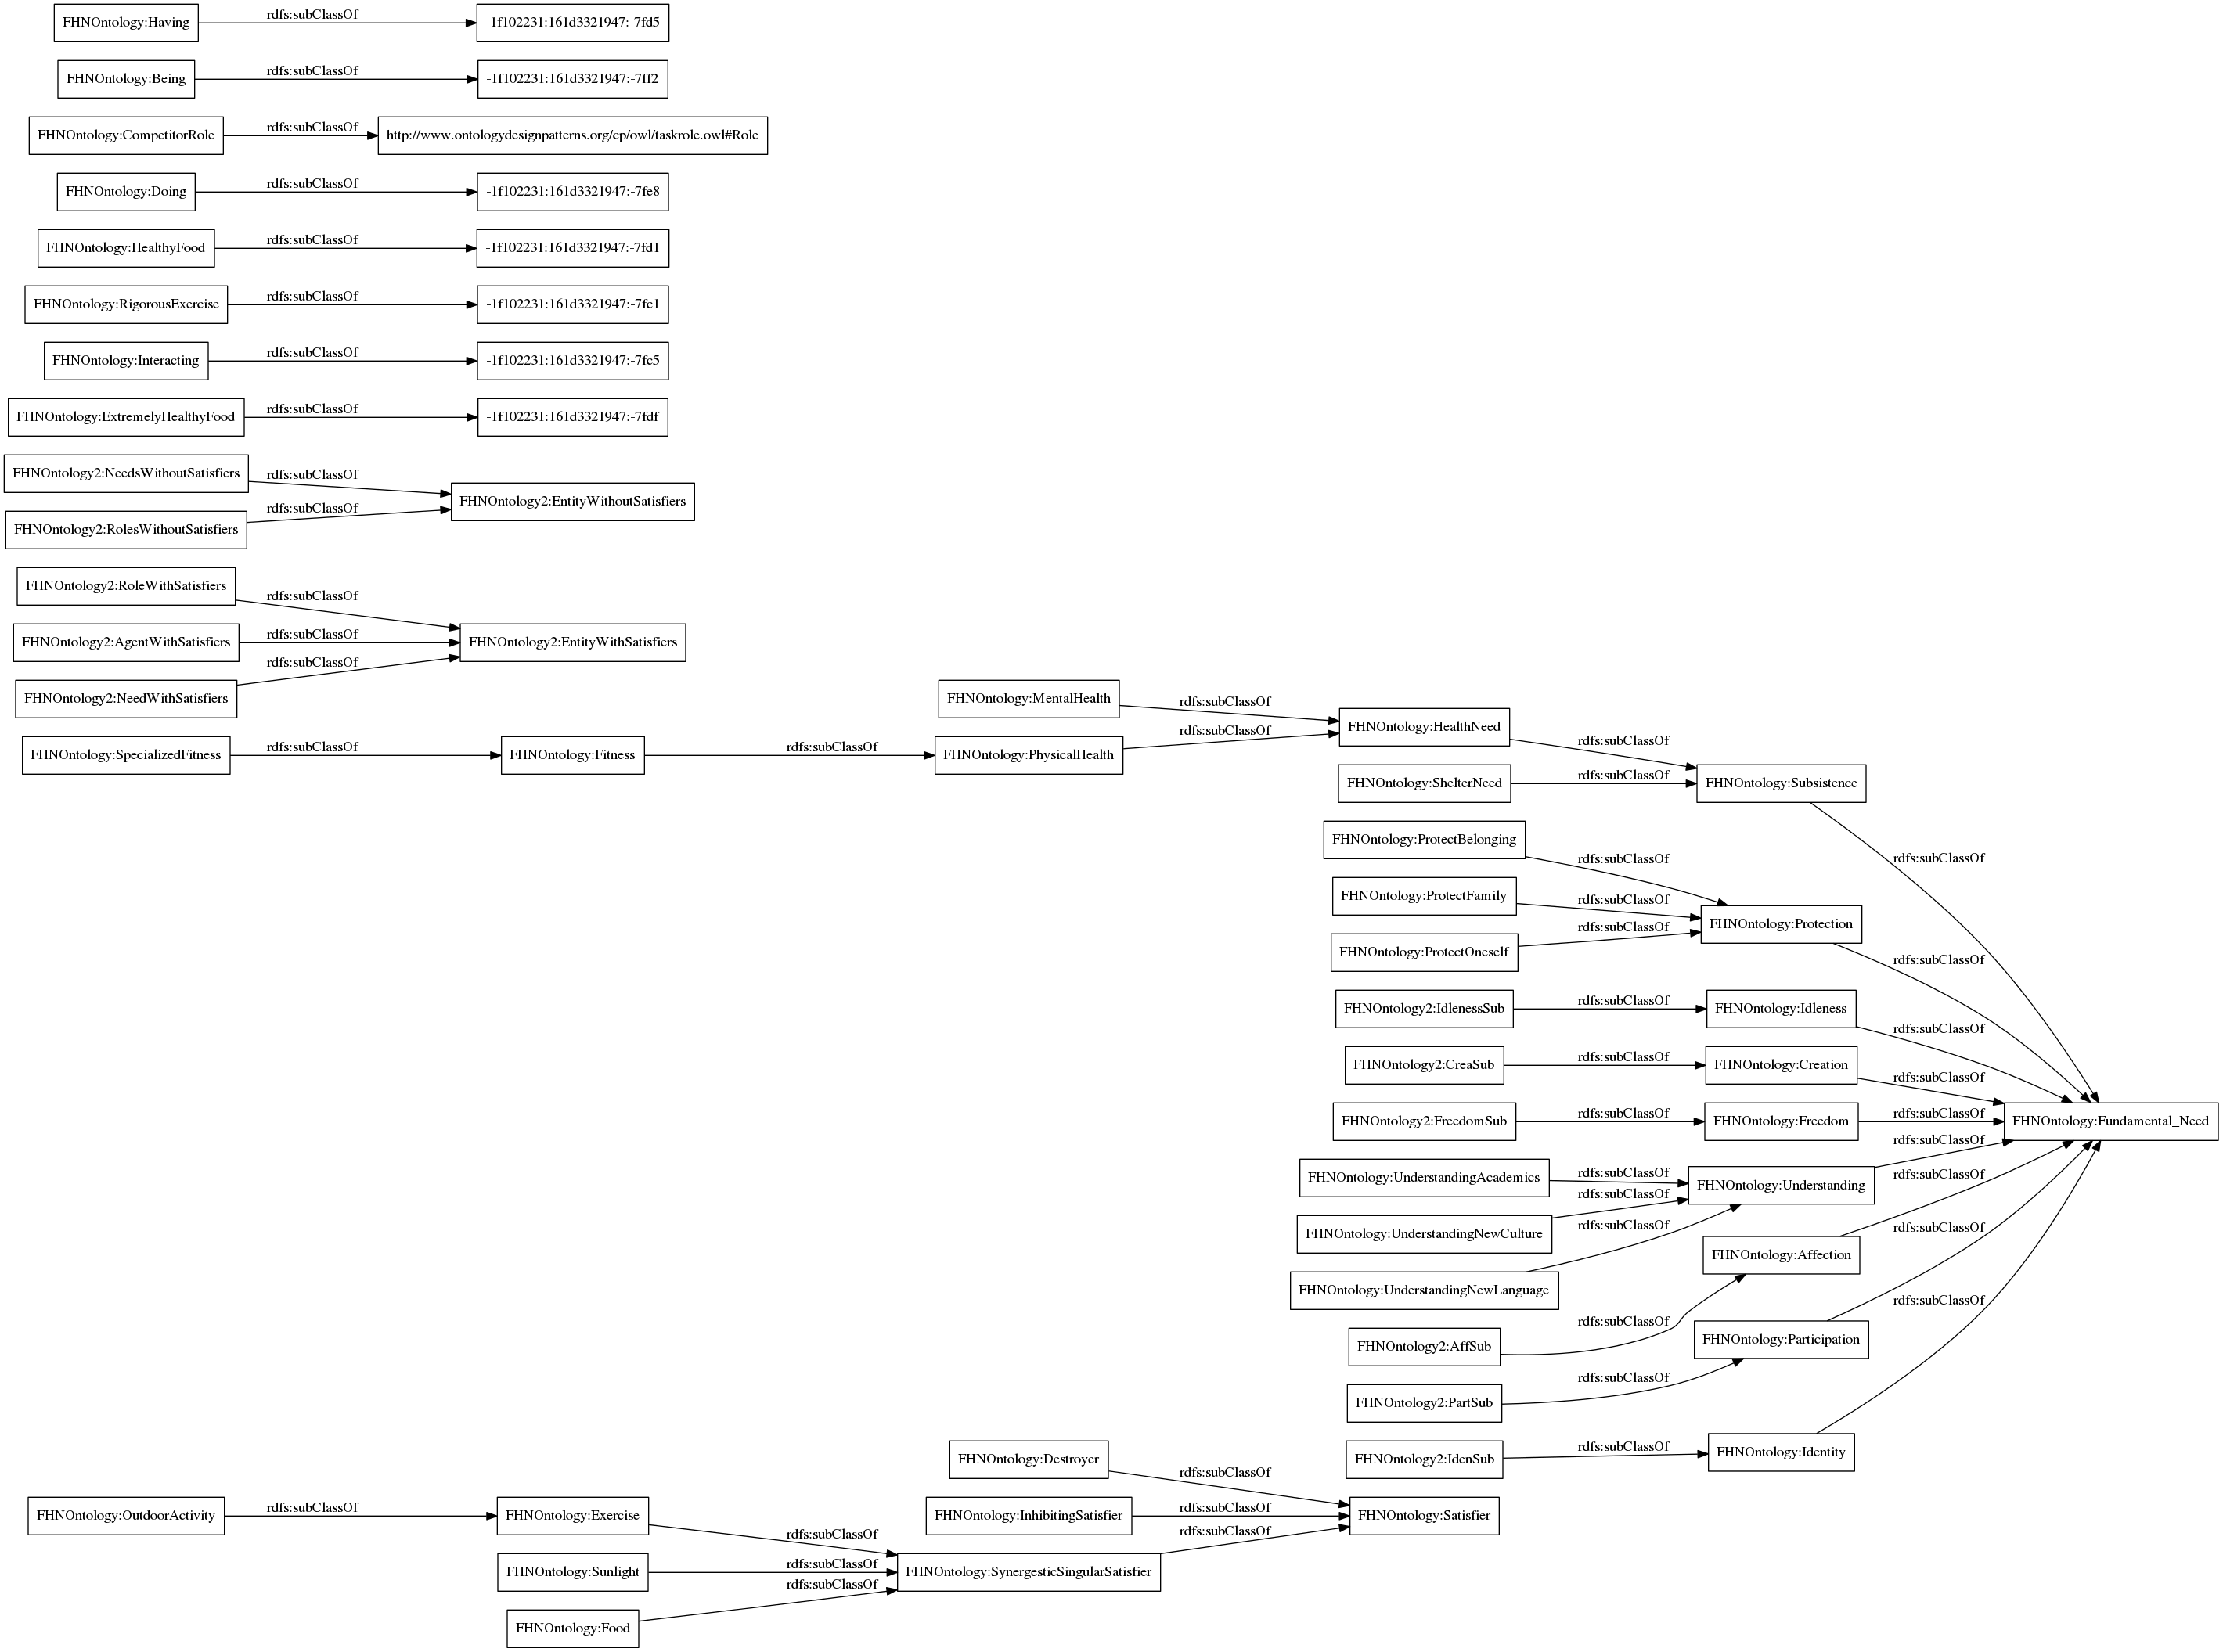 FHNOntology:Having
rdfs:subClassOf
-1f102231:161d3321947:-7fd5
FHNOntology:Being
rdfs:subClassOf
-1f102231:161d3321947:-7ff2
FHNOntology:CompetitorRole
rdfs:subClassOf
http://www.ontologydesignpatterns.org/cp/owl/taskrole.owl#Role
FHNOntology:Doing
rdfs:subClassOf
-1f102231:161d3321947:-7fe8
FHNOntology:HealthyFood
rdfs:subClassOf
-1f102231:161d3321947:-7fd1
FHNOntology:RigorousExercise
rdfs:subClassOf
-1f102231:161d3321947:-7fc1
FHNOntology:Interacting
rdfs:subClassOf
-1f102231:161d3321947:-7fc5
FHNOntology:ExtremelyHealthyFood
rdfs:subClassOf
-1f102231:161d3321947:-7fdf
FHNOntology2:NeedsWithoutSatisfiers
rdfs:subClassOf
FHNOntology2:EntityWithoutSatisfiers
FHNOntology2:RolesWithoutSatisfiers
rdfs:subClassOf
FHNOntology2:RoleWithSatisfiers
rdfs:subClassOf
FHNOntology2:AgentWithSatisfiers
rdfs:subClassOf
FHNOntology2:EntityWithSatisfiers
FHNOntology2:NeedWithSatisfiers
rdfs:subClassOf
FHNOntology:SpecializedFitness
rdfs:subClassOf
FHNOntology:Fitness
rdfs:subClassOf
FHNOntology:PhysicalHealth
rdfs:subClassOf
FHNOntology:MentalHealth
rdfs:subClassOf
FHNOntology:HealthNeed
rdfs:subClassOf
FHNOntology:ShelterNeed
rdfs:subClassOf
FHNOntology:Subsistence
rdfs:subClassOf
FHNOntology:ProtectBelonging
rdfs:subClassOf
FHNOntology:ProtectFamily
rdfs:subClassOf
FHNOntology:ProtectOneself
rdfs:subClassOf
FHNOntology:Protection
rdfs:subClassOf
FHNOntology2:IdlenessSub
rdfs:subClassOf
FHNOntology:Idleness
rdfs:subClassOf
FHNOntology2:CreaSub
rdfs:subClassOf
FHNOntology:Creation
rdfs:subClassOf
FHNOntology2:FreedomSub
rdfs:subClassOf
FHNOntology:Freedom
rdfs:subClassOf
FHNOntology:Fundamental_Need
FHNOntology:UnderstandingAcademics
rdfs:subClassOf
FHNOntology:UnderstandingNewCulture
rdfs:subClassOf
FHNOntology:UnderstandingNewLanguage
rdfs:subClassOf
FHNOntology:Understanding
rdfs:subClassOf
FHNOntology2:AffSub
rdfs:subClassOf
FHNOntology:Affection
rdfs:subClassOf
FHNOntology2:PartSub
rdfs:subClassOf
FHNOntology:Participation
rdfs:subClassOf
FHNOntology2:IdenSub
rdfs:subClassOf
FHNOntology:Identity
rdfs:subClassOf
FHNOntology:Destroyer
rdfs:subClassOf
FHNOntology:InhibitingSatisfier
rdfs:subClassOf
FHNOntology:Satisfier
FHNOntology:OutdoorActivity
rdfs:subClassOf
FHNOntology:Exercise
rdfs:subClassOf
FHNOntology:Sunlight
rdfs:subClassOf
FHNOntology:SynergesticSingularSatisfier
rdfs:subClassOf
FHNOntology:Food
rdfs:subClassOf